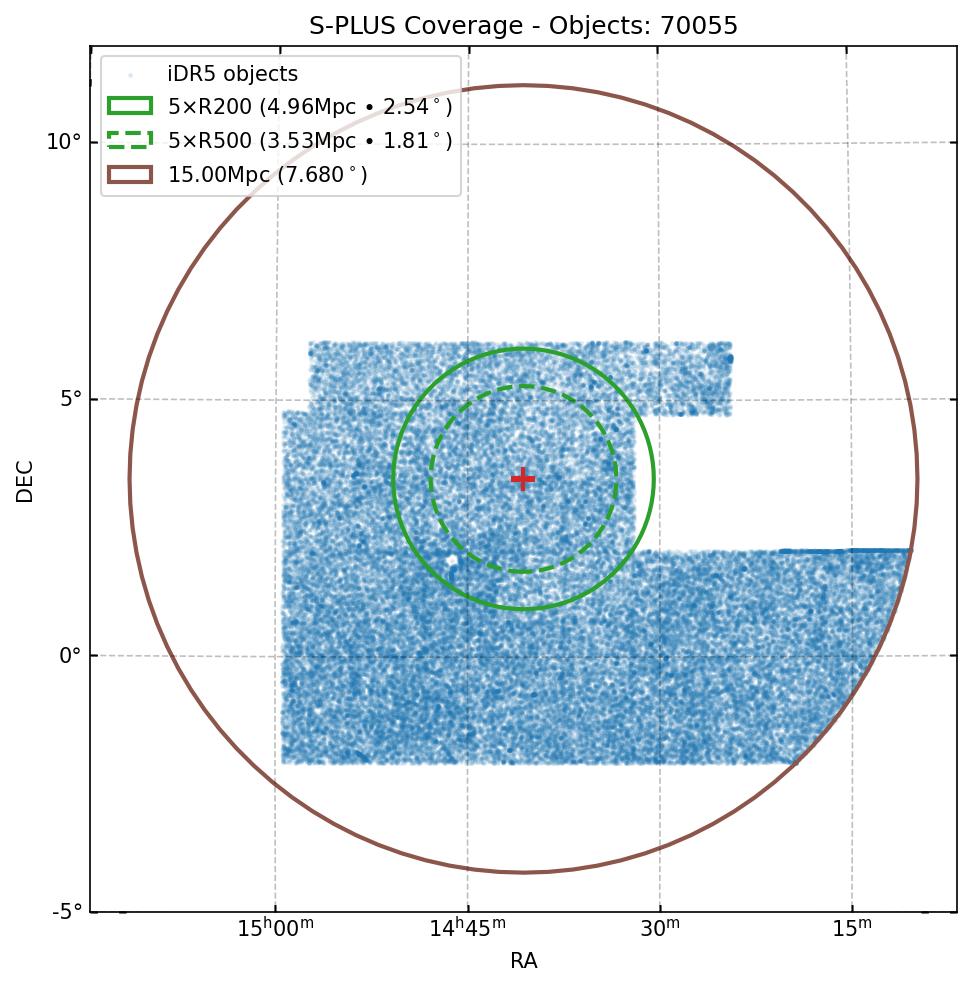 S-PLUS Coverage - Objects: 70055
iDR5 objects
5×R200 (4.96Mpc • 2.54°)
5×R500 (3.53Mpc • 1.81°)
15.00Mpc (7.680°)
10°
5°
0°
-5°
DEC
15ʰ00ᵐ 14ʰ45ᵐ 30ᵐ 15ᵐ
RA